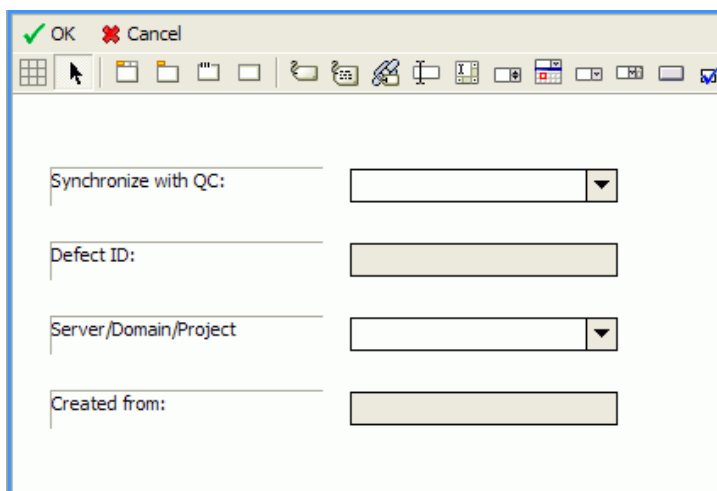 OK Cancel
Synchronize with QC:
Defect ID:
Server/Domain/Project
Created from: